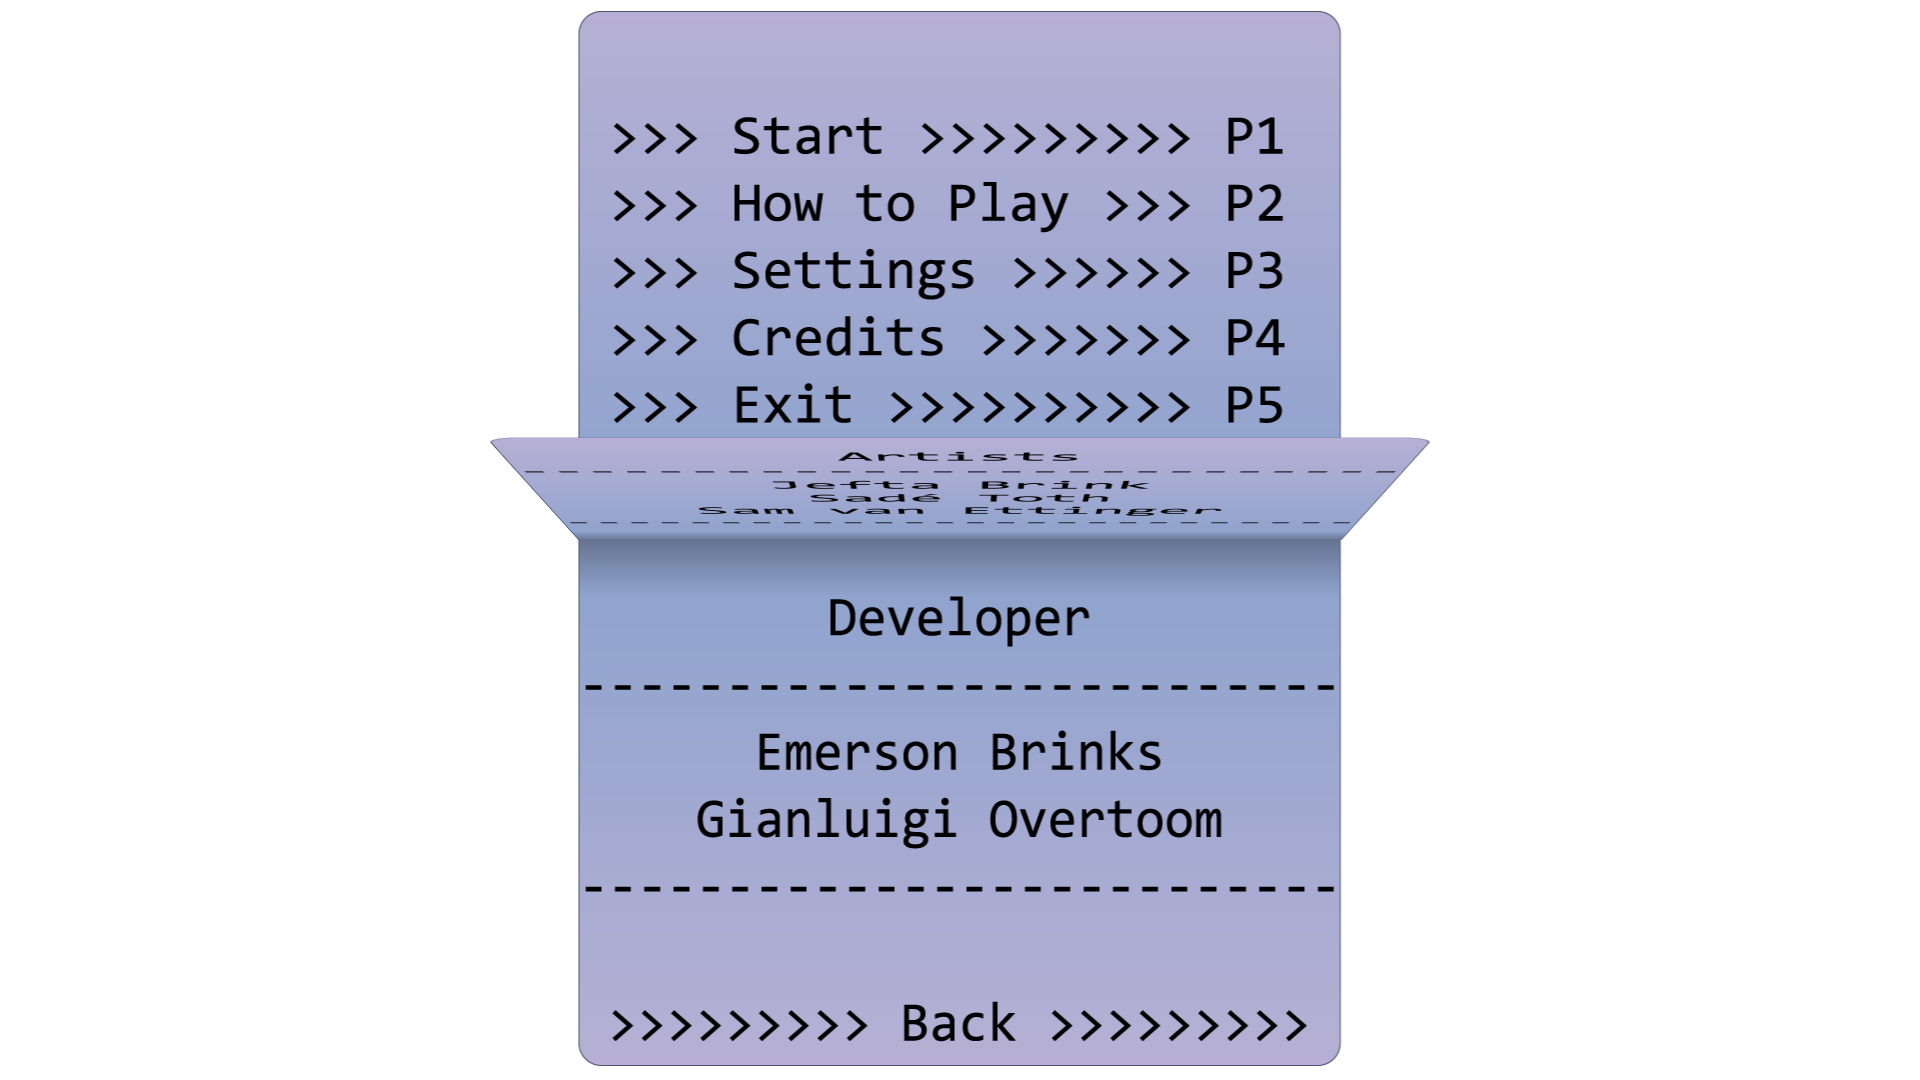 >>> Start >>>>>>>>> P1
>>> How to Play >>> P2
>>> Settings >>>>>> P3
>>> Credits >>>>>>> P4
>>> Exit >>>>>>>>>> P5
Artists
--------------------------
Jefta Brink
Sadé Toth
Sam van Ettinger
--------------------------
Developer
--------------------------
Emerson Brinks
Gianluigi Overtoom
--------------------------
>>>>>>>>> Back >>>>>>>>>